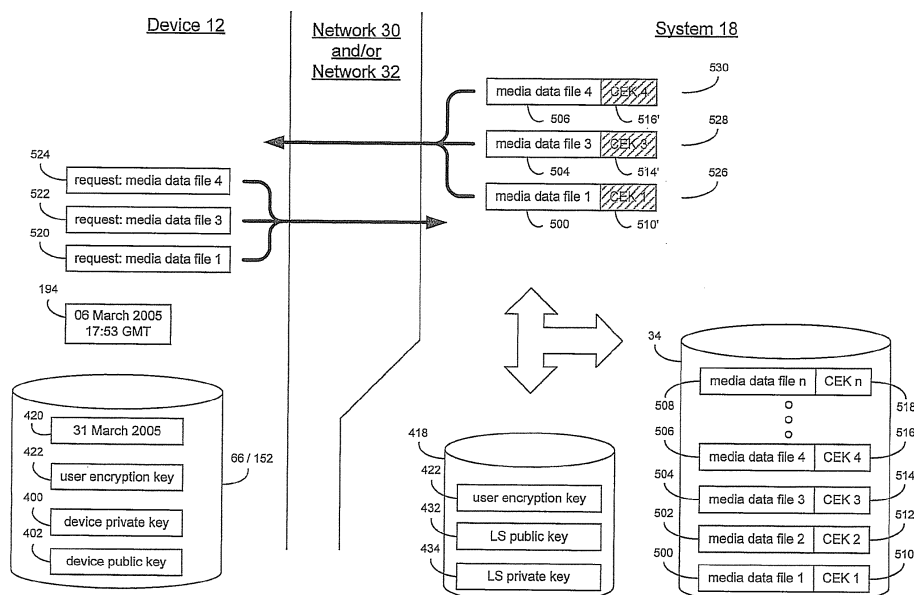 Device 12
Network 30
and/or
Network 32
System 18
530
media data file 4 CEK 4
506 516'
528
media data file 3 CEK 3
504 514'
526
media data file 1 CEK 1
500 510'
524
request: media data file 4
522
request: media data file 3
520
request: media data file 1
194
06 March 2005
17:53 GMT
420
31 March 2005
422
user encryption key
66 / 152
400
device private key
402
device public key
418
422
user encryption key
432
LS public key
434
LS private key
34
media data file n CEK n
508 518
506 516
media data file 4 CEK 4
504 514
media data file 3 CEK 3
502 512
media data file 2 CEK 2
500 510
media data file 1 CEK 1